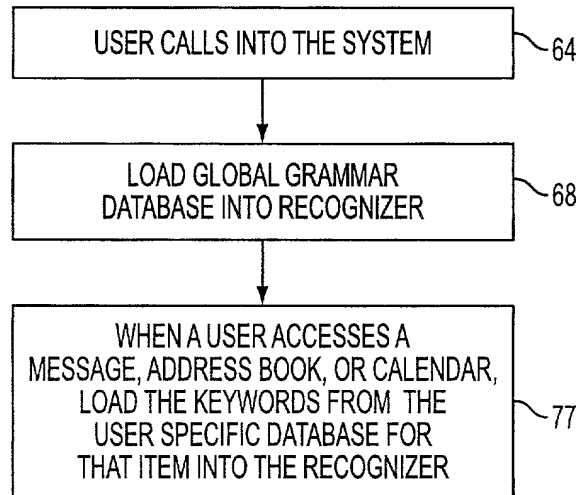 USER CALLS INTO THE SYSTEM
64
LOAD GLOBAL GRAMMAR
DATABASE INTO RECOGNIZER
68
WHEN A USER ACCESSES A
MESSAGE, ADDRESS BOOK, OR CALENDAR,
LOAD THE KEYWORDS FROM THE
USER SPECIFIC DATABASE FOR
THAT ITEM INTO THE RECOGNIZER
77